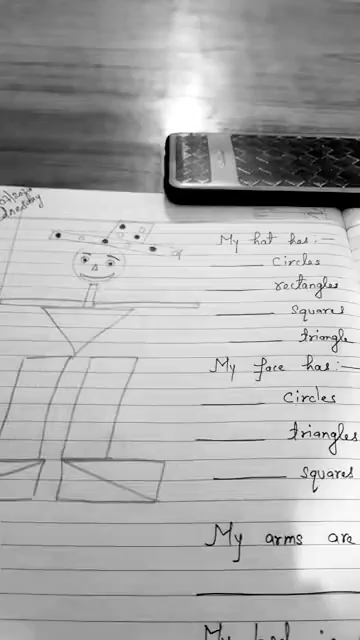 My hat has:-
Circles
rectangles
squares
triangle
My face has:-
circles
triangles
squares
My arms are